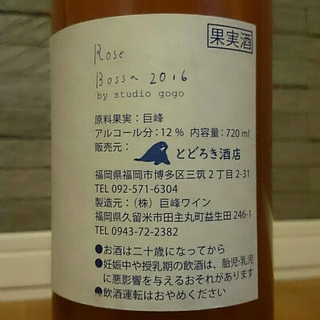 Rose
果実酒
Bossa 2016
by studio gogo
原料果実：巨峰
アルコール分：12％ 内容量：720㎖
販売元： とどろき酒店
福岡県福岡市博多区三筑2丁目2-31
TEL 092-571-6304
製造元：（株）巨峰ワイン
福岡県久留米市田主丸町益生田246-1
TEL 0943-72-2382
●お酒は二十歳になってから
●妊娠中や授乳期の飲酒は、胎児・乳児
に悪影響を与えるおそれがあります
●飲酒運転はおやめください